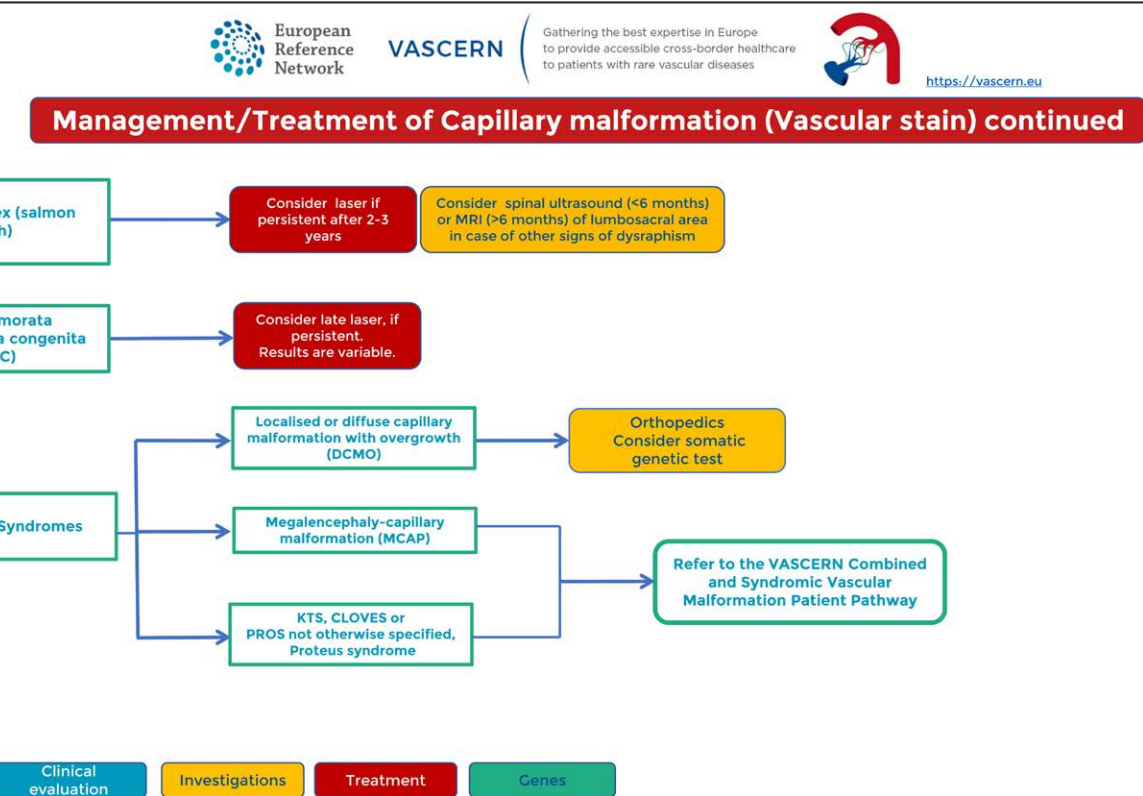 European
Reference
Network
VASCERN
Gathering the best expertise in Europe
to provide accessible cross-border healthcare
to patients with rare vascular diseases
https://vascern.eu
Management/Treatment of Capillary malformation (Vascular stain) continued
(salmon
Consider laser if
persistent after 2-3
years
Consider spinal ultrasound (<6 months)
or MRI (>6 months) of lumbosacral area
in case of other signs of dysraphism
congenita
Consider late laser, if
persistent.
Results are variable.
Syndromes
Localised or diffuse capillary
malformation with overgrowth
(DCMO)
Orthopedics
Consider somatic
genetic test
Megalencephaly-capillary
malformation (MCAP)
KTS, CLOVES or
PROS not otherwise specified,
Proteus syndrome
Refer to the VASCERN Combined
and Syndromic Vascular
Malformation Patient Pathway
Clinical
evaluation
Investigations
Treatment
Genes